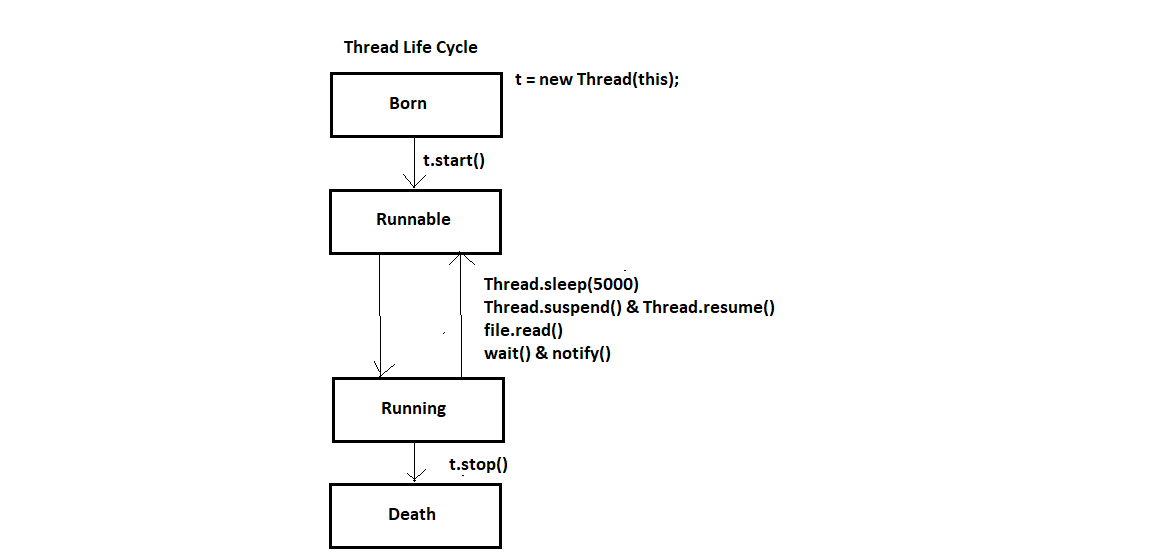 Thread Life Cycle
t = new Thread(this);
Born
t.start()
Runnable
Thread.sleep(5000)
Thread.suspend() & Thread.resume()
file.read()
wait() & notify()
Running
t.stop()
Death